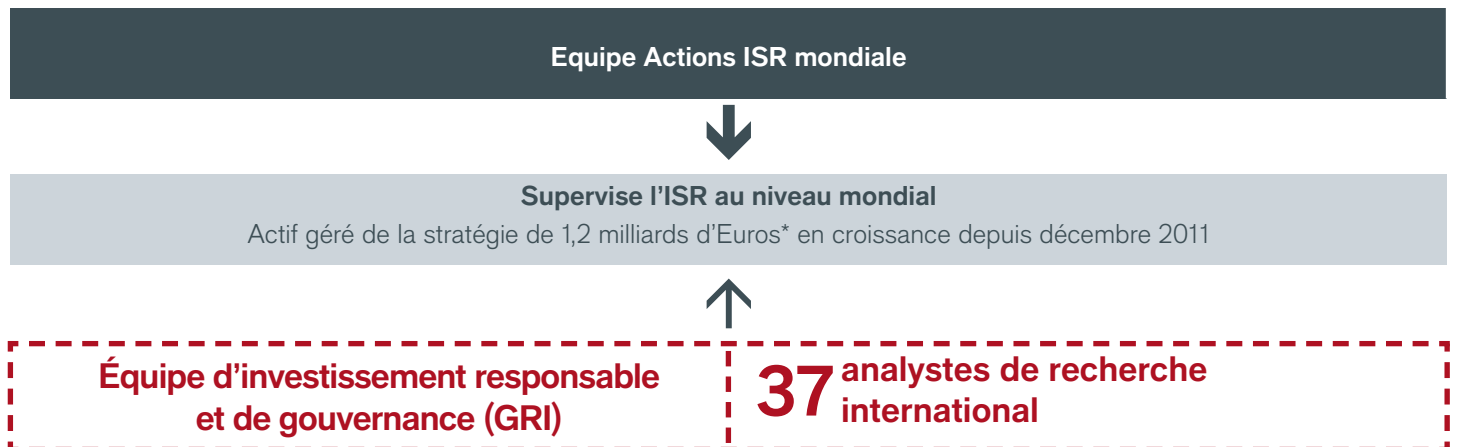 Equipe Actions ISR mondiale
Supervise l’ISR au niveau mondial
Actif géré de la stratégie de 1,2 milliards d’Euros* en croissance depuis décembre 2011
Équipe d’investissement responsable
et de gouvernance (GRI)
37 analystes de recherche
international